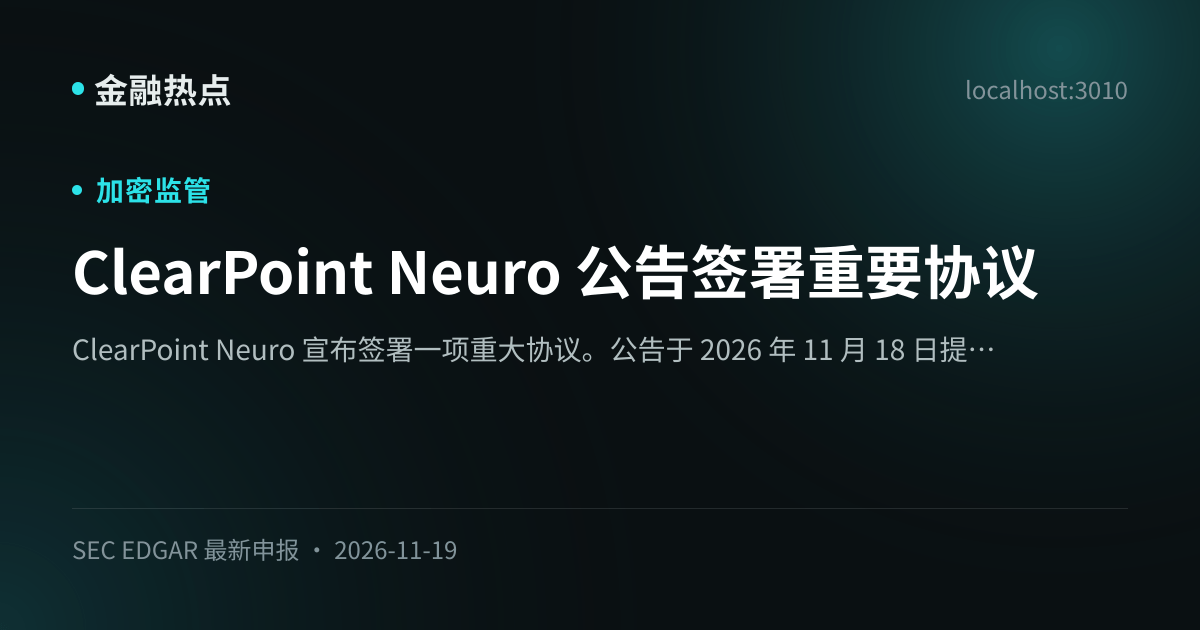 金融热点
localhost:3010
加密监管
ClearPoint Neuro 公告签署重要协议
ClearPoint Neuro 宣布签署一项重大协议。公告于 2026 年 11 月 18 日提…
SEC EDGAR 最新申报 · 2026-11-19